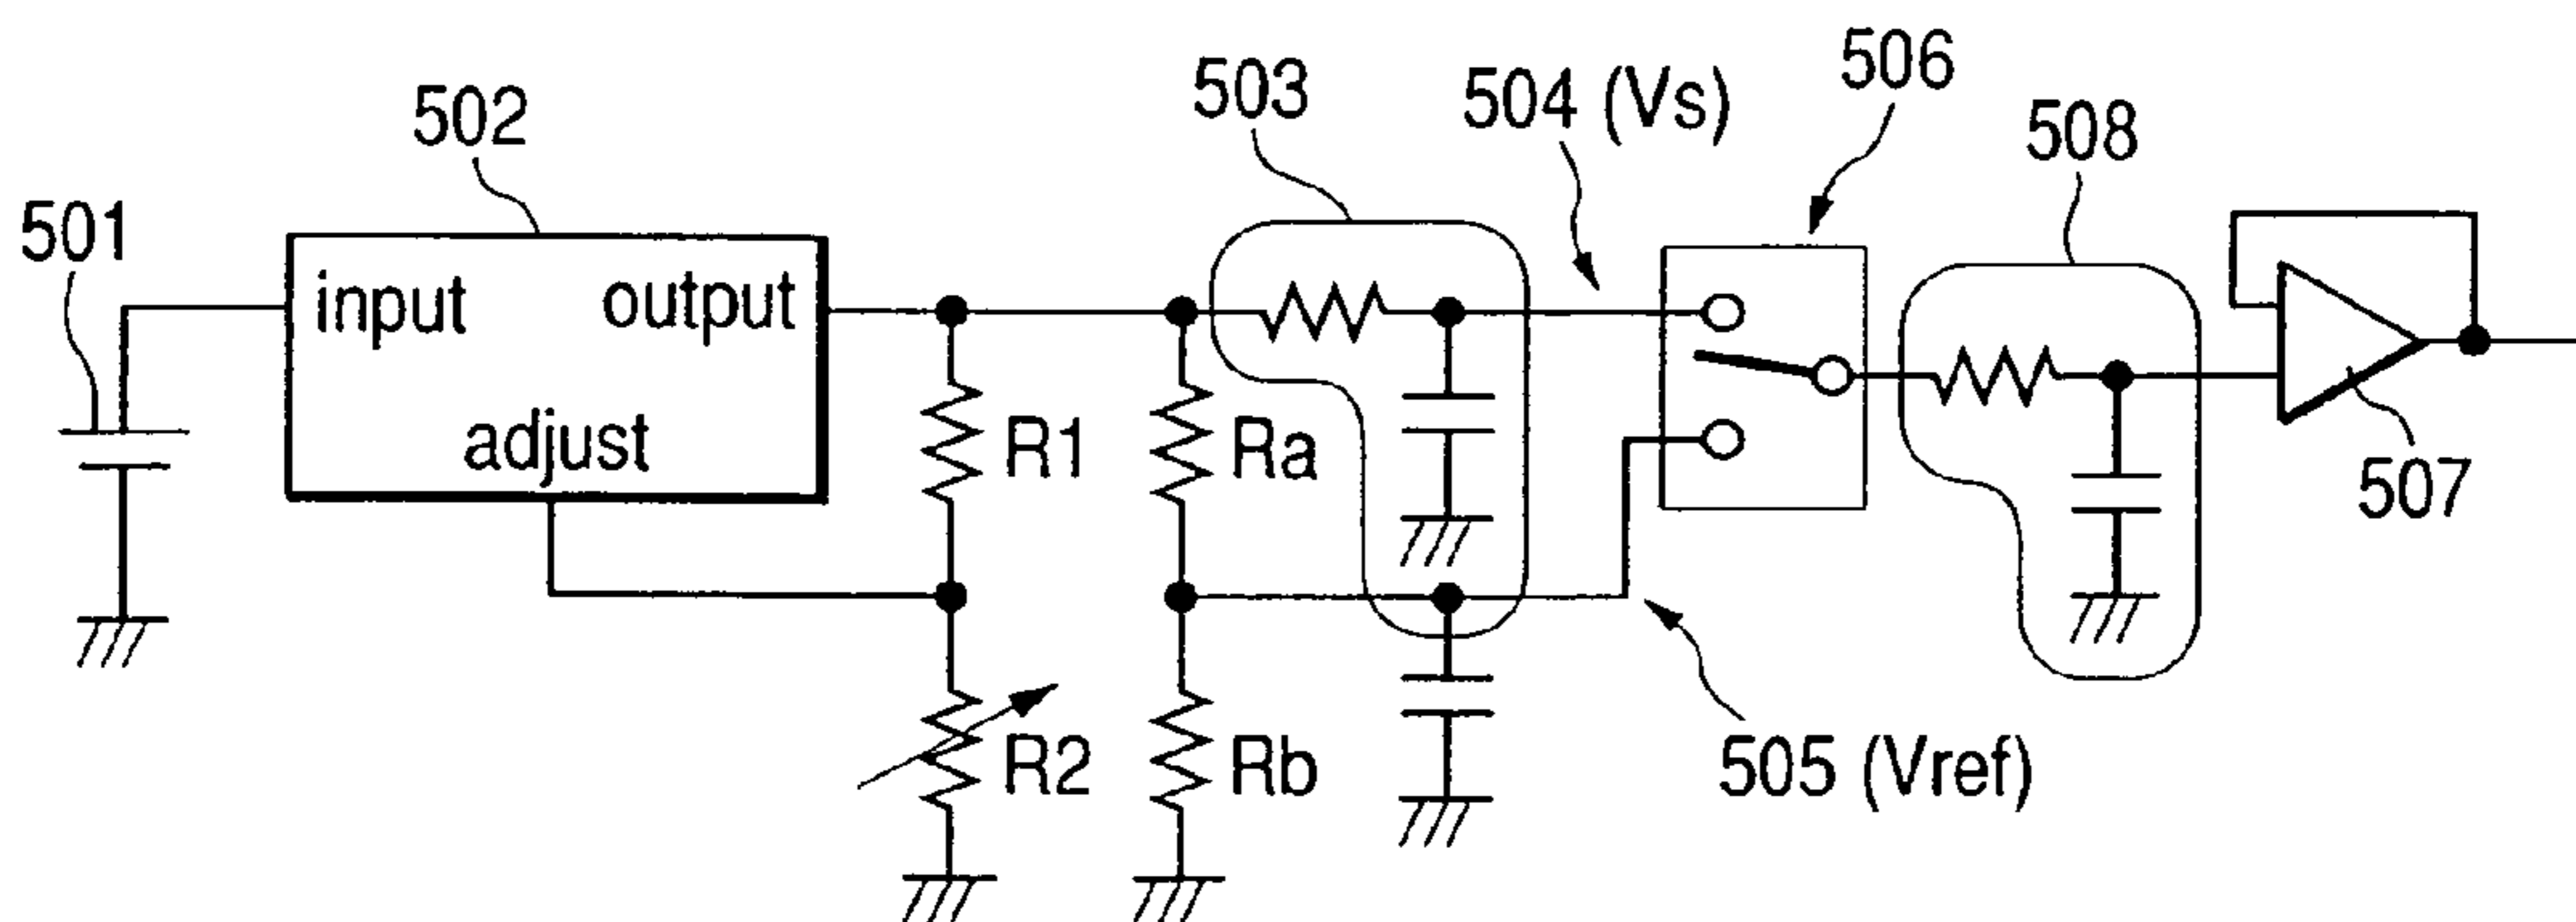 506
503
504 (Vs)
502
508
501
input
output
adjust
R1
Ra
507
R2
Rb
505 (Vref)